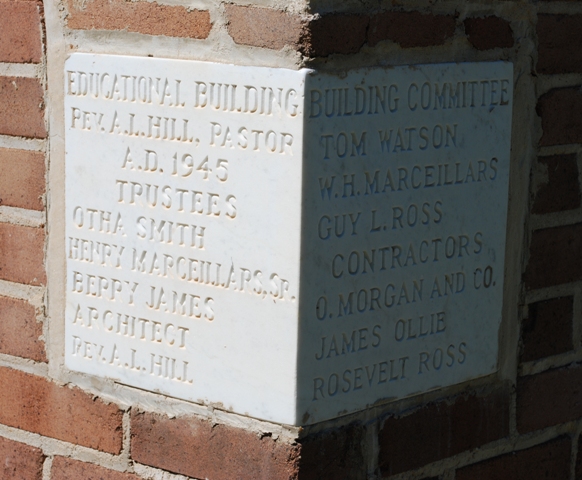 EDUCATIONAL BUILDING
REV. A.L. HILL, PASTOR
A.D. 1945
TRUSTEES
OTHA SMITH
HENRY MARCEILLARS, SR.
BERRY JAMES
ARCHITECT
REV. A.L. HILL
BUILDING COMMITTEE
TOM WATSON
W.H. MARCEILLARS
GUY L. ROSS
CONTRACTORS
O. MORGAN AND CO.
JAMES OLLIE
ROSEVELT ROSS